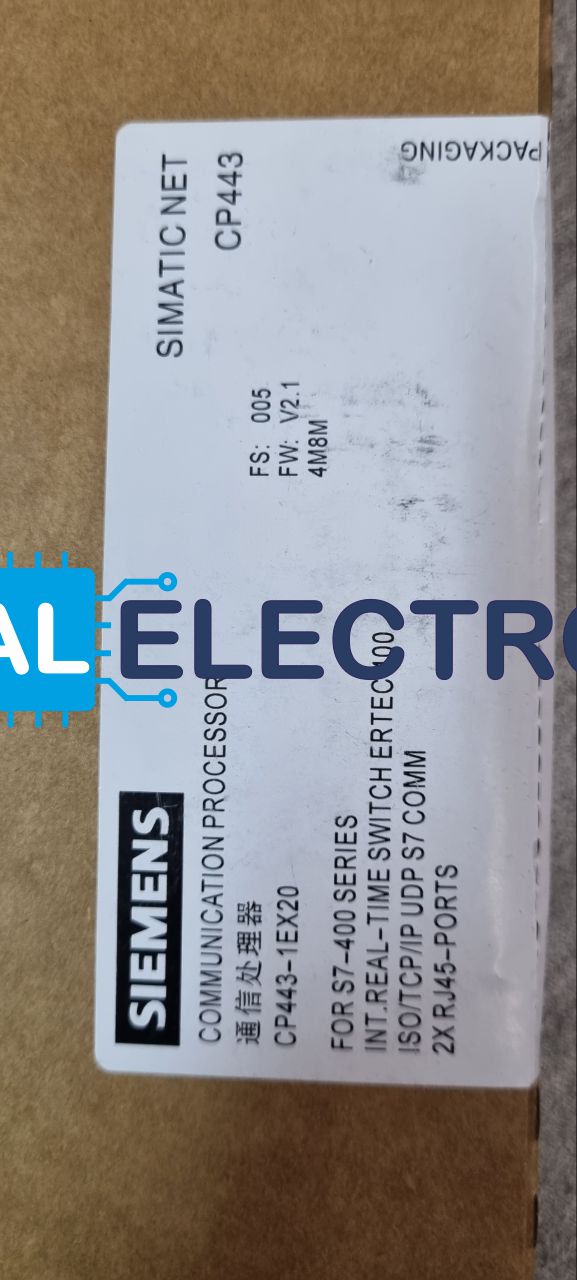 SIEMENS
SIMATIC NET
COMMUNICATION PROCESSOR
CP443
通信处理器
CP443-1EX20
FS: 005
FW: V2.1
4M8M
FOR S7-400 SERIES
INT.REAL-TIME SWITCH ERTEC 400
ISO/TCP/IP UDP S7 COMM
2X RJ45-PORTS
PACKAGING
AL ELECTRO